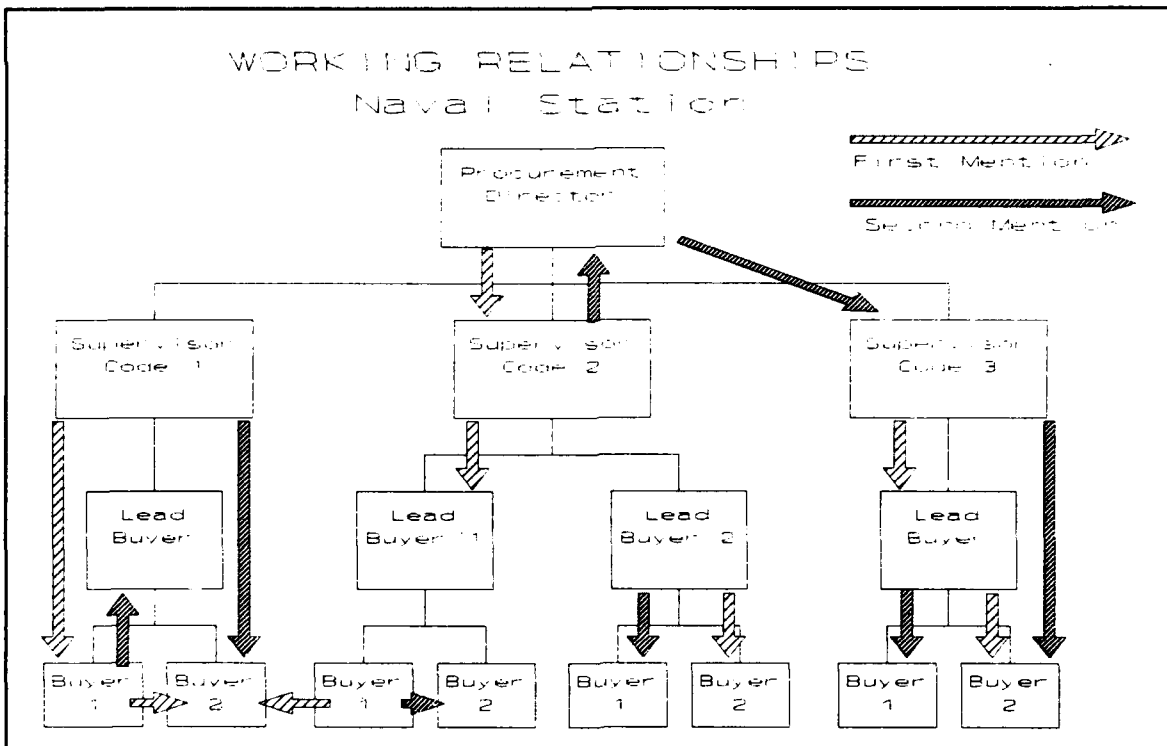 WORKING RELATIONSHIPS
Naval Station
First Mention
Procurement
Direction
Second Mention
Supervisor
Code 1
Supervisor
Code 2
Supervisor
Code 3
Lead
Buyer
Lead
Buyer 1
Lead
Buyer 2
Lead
Buyer
Buyer
1
Buyer
2
Buyer
1
Buyer
2
Buyer
1
Buyer
2
Buyer
1
Buyer
2